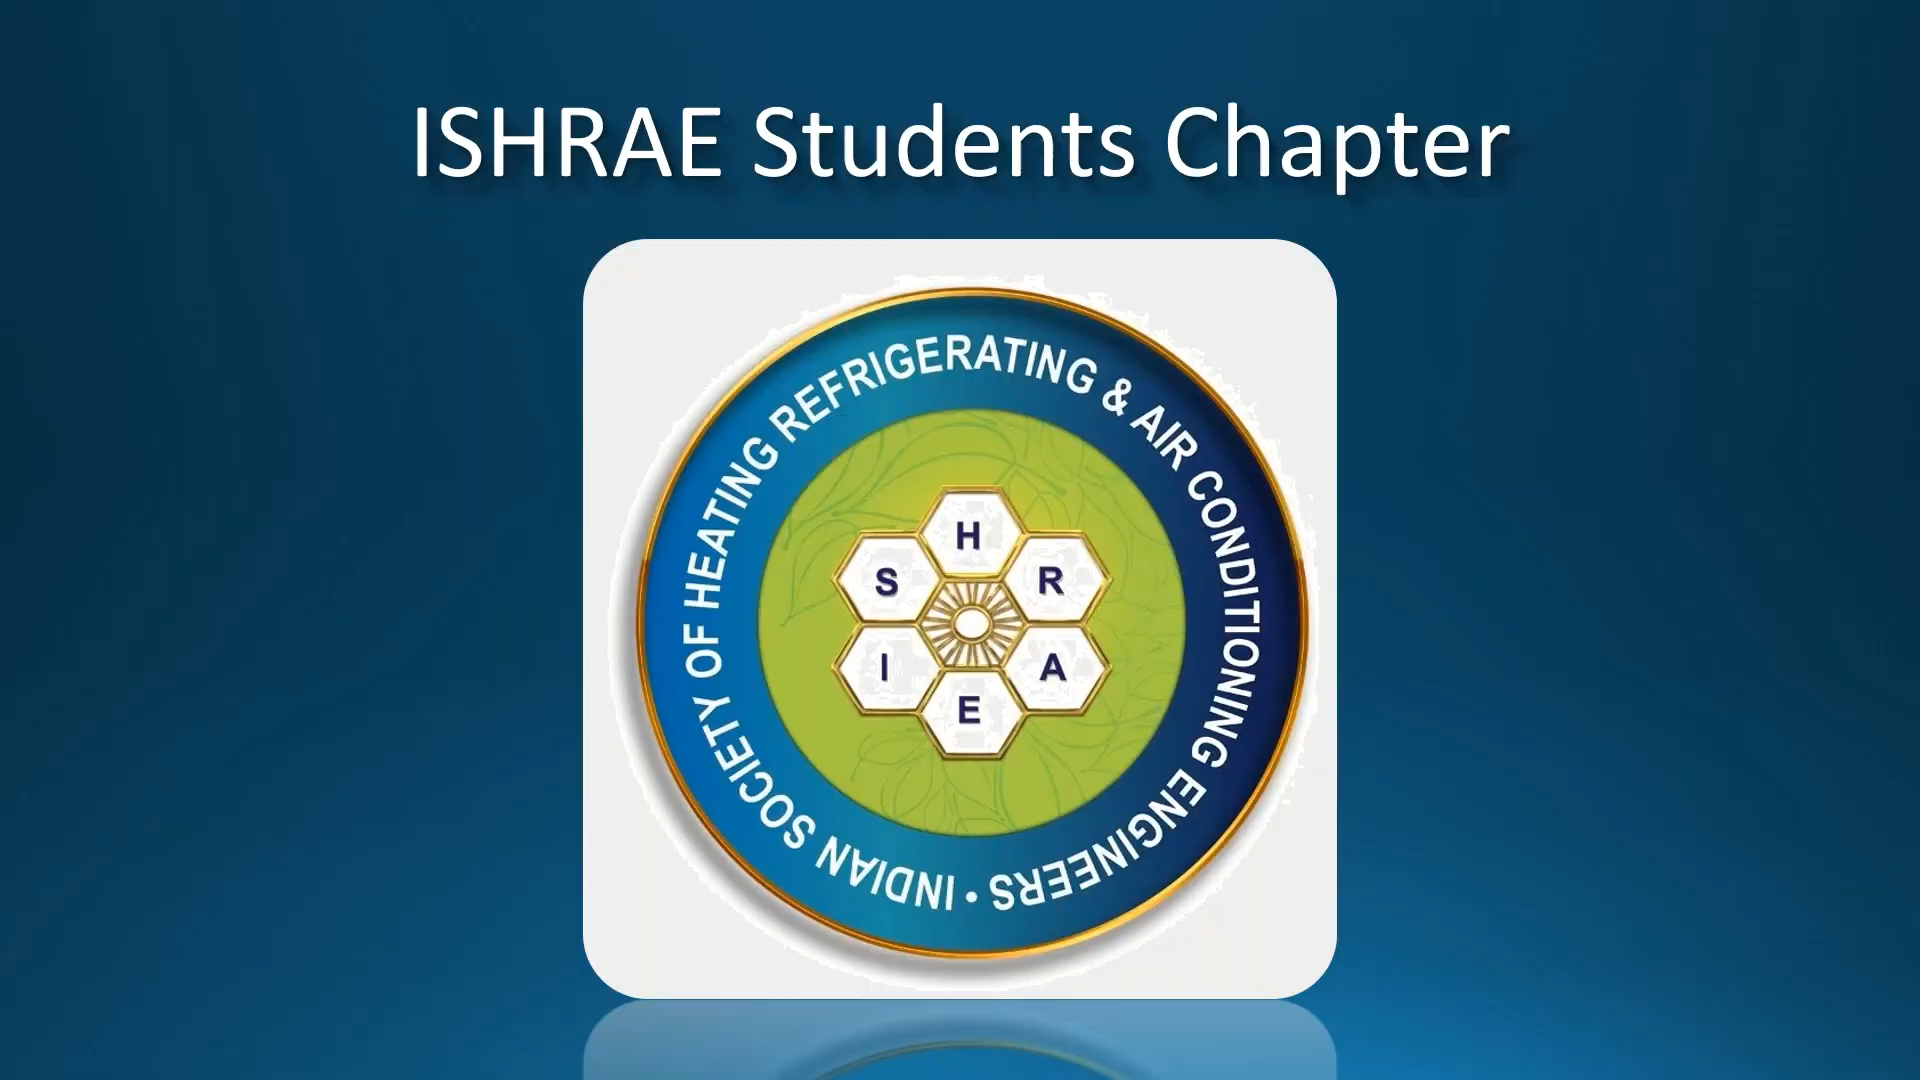 ISHRAE Students Chapter
INDIAN SOCIETY OF HEATING REFRIGERATING & AIR CONDITIONING ENGINEERS •
H
S R
I A
E